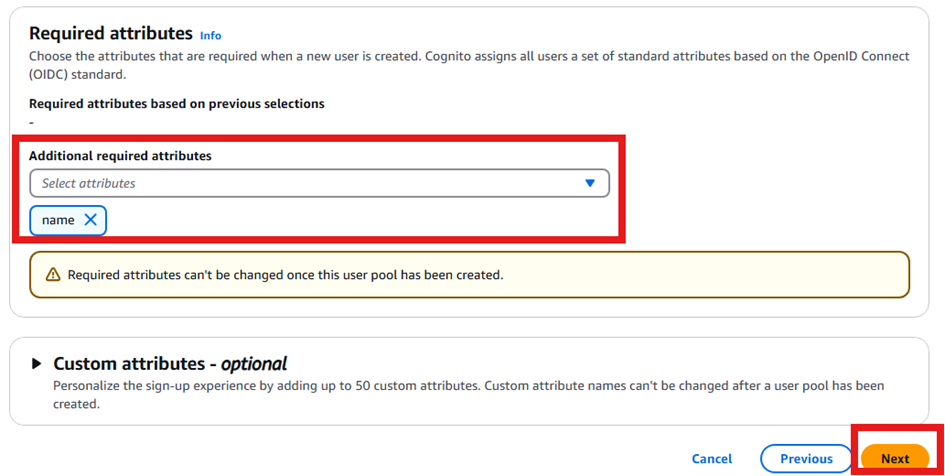 Required attributes Info
Choose the attributes that are required when a new user is created. Cognito assigns all users a set of standard attributes based on the OpenID Connect
(OIDC) standard.
Required attributes based on previous selections
-
Additional required attributes
Select attributes
name
Required attributes can't be changed once this user pool has been created.
Custom attributes - optional
Personalize the sign-up experience by adding up to 50 custom attributes. Custom attribute names can't be changed after a user pool has been
created.
Cancel Previous Next